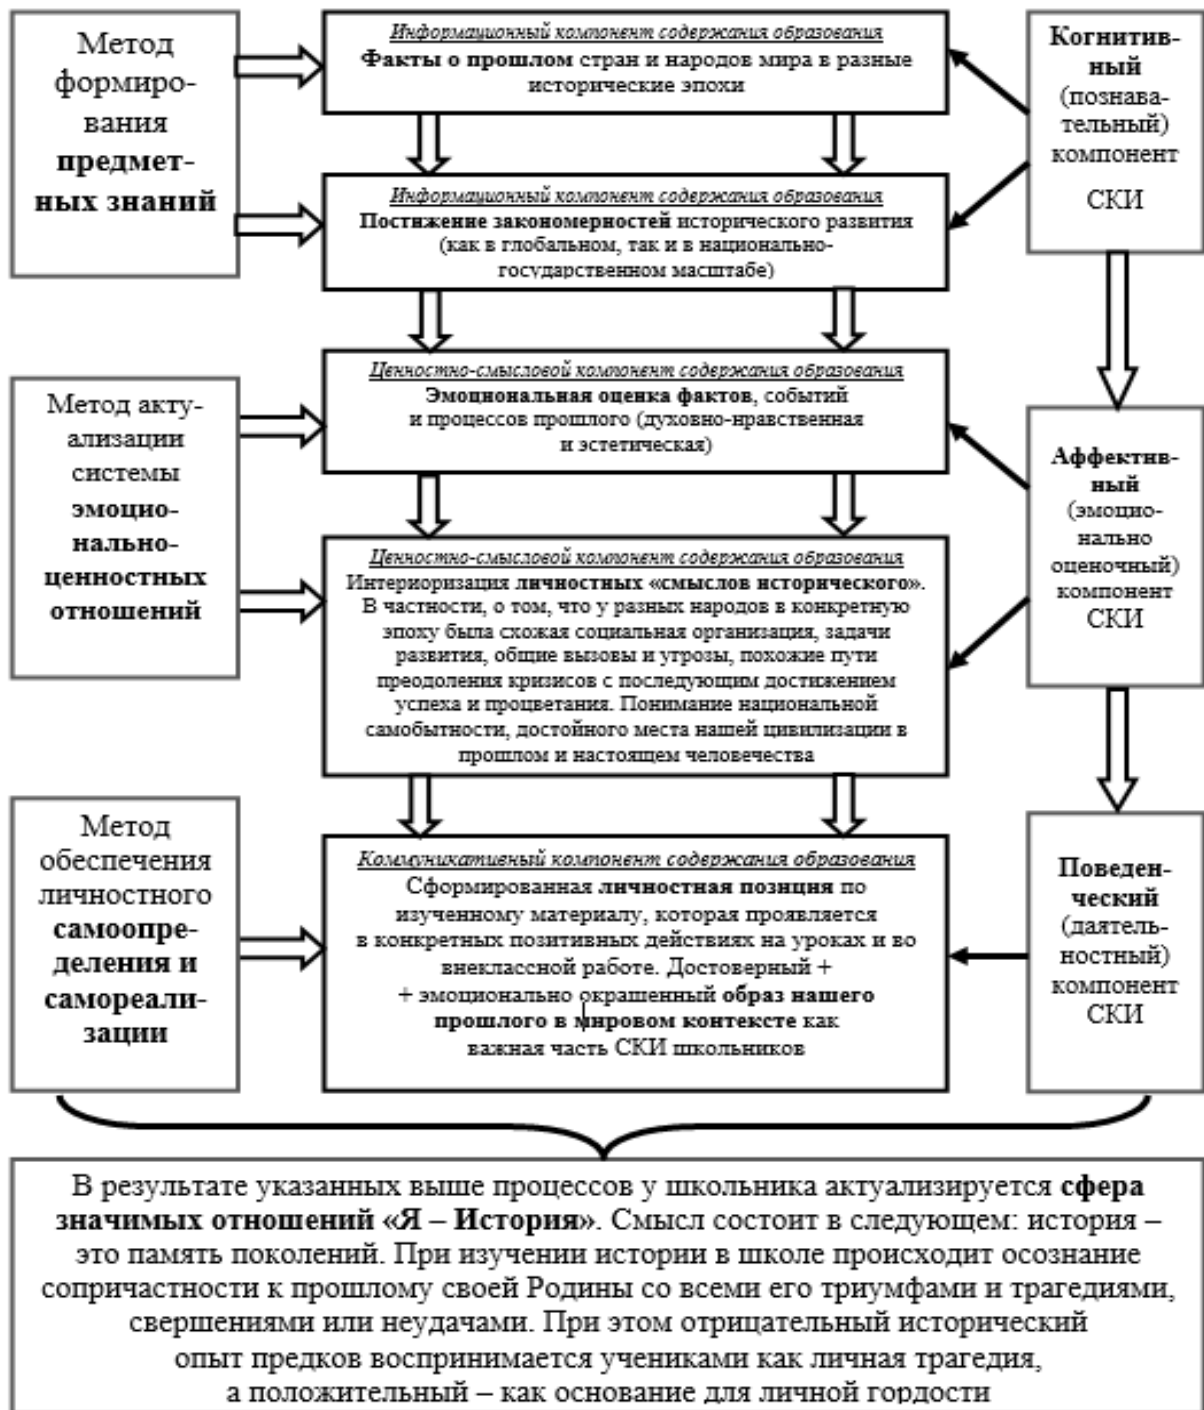 Метод
формиро-
вания
предмет-
ных знаний
Информационный компонент содержания образования
Факты о прошлом стран и народов мира в разные
исторические эпохи
Когнитив-
ный
(познава-
тельный)
компонент
СКИ
Информационный компонент содержания образования
Постижение закономерностей исторического развития
(как в глобальном, так и в национально-
государственном масштабе)
Метод акту-
ализации
системы
эмоцио-
нально-
ценностных
отношений
Ценностно-смысловой компонент содержания образования
Эмоциональная оценка фактов, событий
и процессов прошлого (духовно-нравственная
и эстетическая)
Аффектив-
ный
(эмоцио-
нально
оценочный)
компонент
СКИ
Ценностно-смысловой компонент содержания образования
Интериоризация личностных «смыслов исторического».
В частности, о том, что у разных народов в конкретную
эпоху была схожая социальная организация, задачи
развития, общие вызовы и угрозы, похожие пути
преодоления кризисов с последующим достижением
успеха и процветания. Понимание национальной
самобытности, достойного места нашей цивилизации в
прошлом и настоящем человечества
Метод
обеспечения
личностного
самоопре-
деления и
самореали-
зации
Коммуникативный компонент содержания образования
Сформированная личностная позиция по
изученному материалу, которая проявляется
в конкретных позитивных действиях на уроках и во
внеклассной работе. Достоверный +
+ эмоционально окрашенный образ нашего
прошлого в мировом контексте как
важная часть СКИ школьников
Поведен-
ческий
(даятель-
ностный)
компонент
СКИ
В результате указанных выше процессов у школьника актуализируется сфера
значимых отношений «Я – История». Смысл состоит в следующем: история –
это память поколений. При изучении истории в школе происходит осознание
сопричастности к прошлому своей Родины со всеми его триумфами и трагедиями,
свершениями или неудачами. При этом отрицательный исторический
опыт предков воспринимается учениками как личная трагедия,
а положительный – как основание для личной гордости